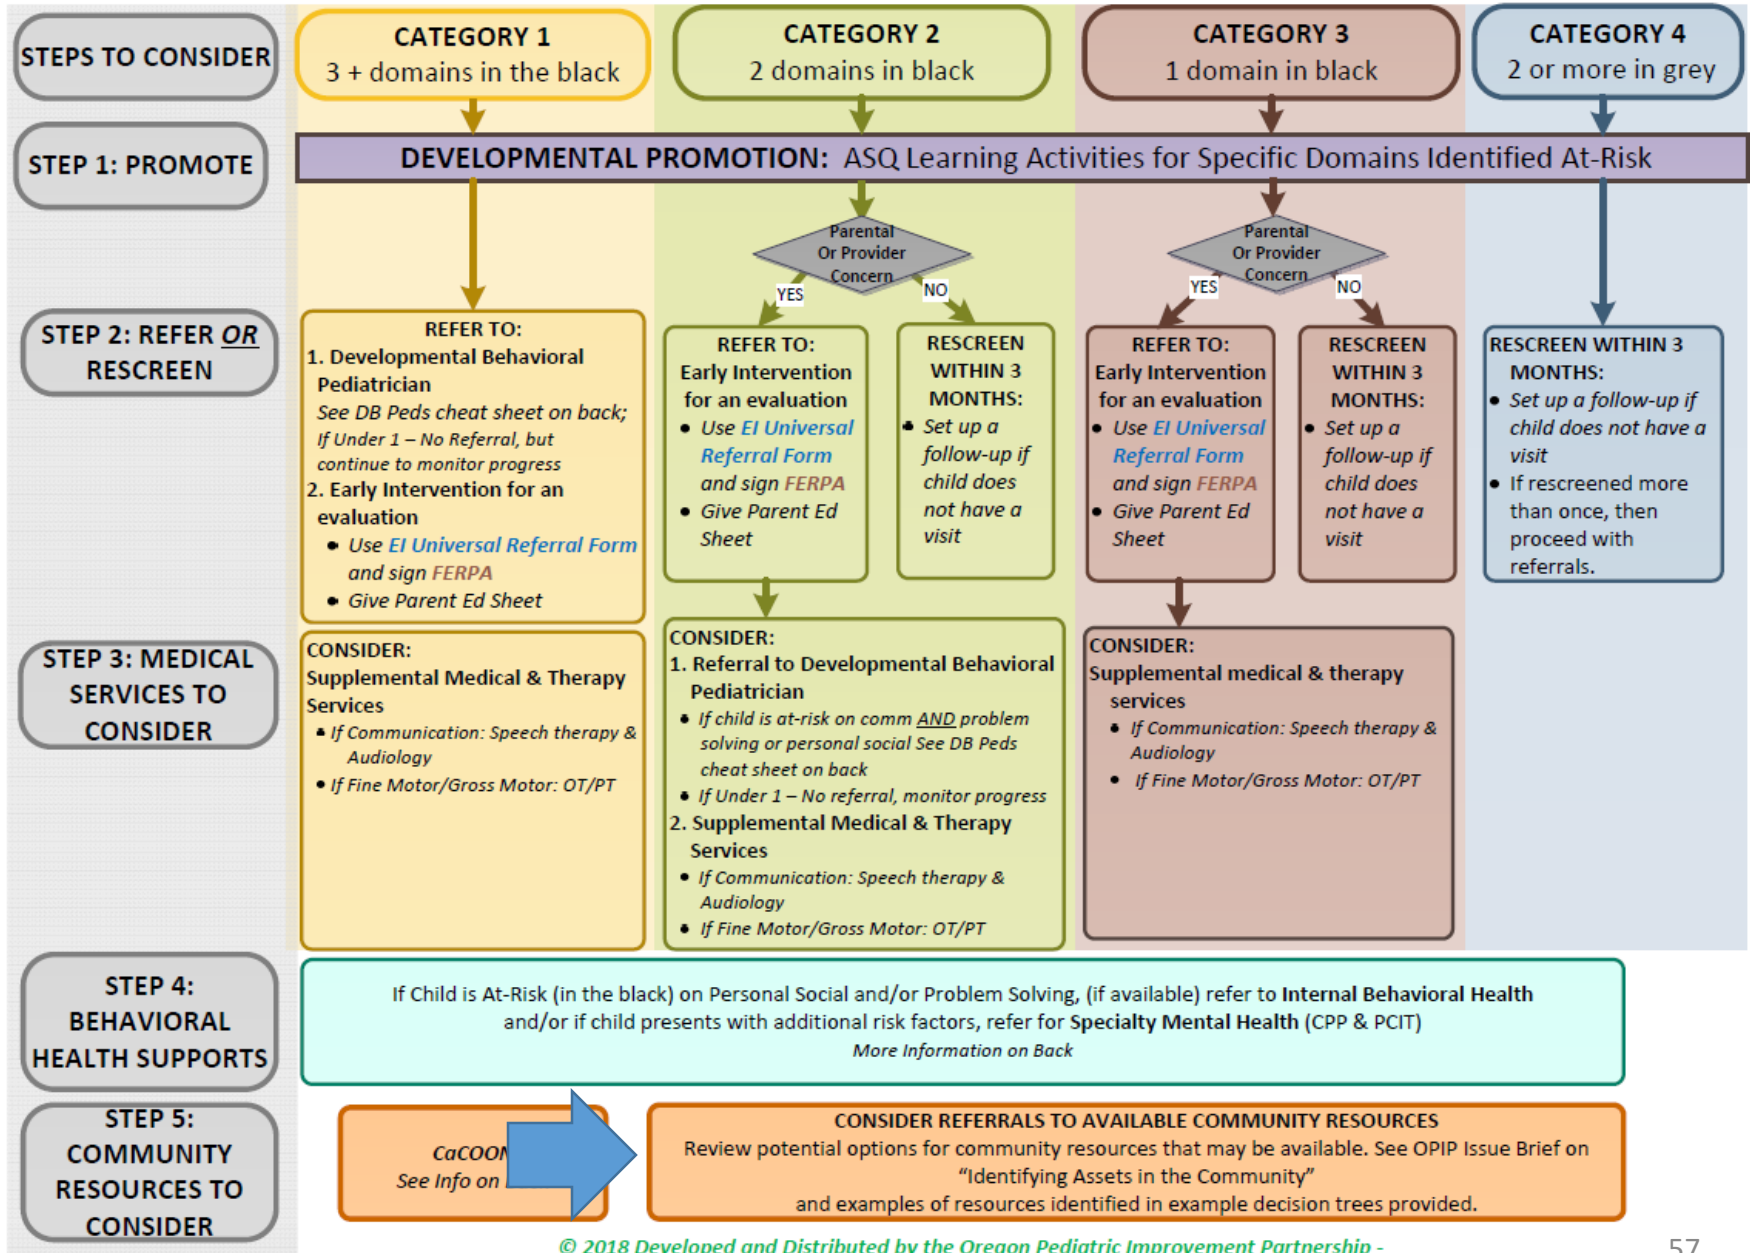 STEPS TO CONSIDER
CATEGORY 1
3 + domains in the black
CATEGORY 2
2 domains in black
CATEGORY 3
1 domain in black
CATEGORY 4
2 or more in grey
STEP 1: PROMOTE
DEVELOPMENTAL PROMOTION: ASQ Learning Activities for Specific Domains Identified At-Risk
Parental
Or Provider
Concern
YES
NO
Parental
Or Provider
Concern
YES
NO
STEP 2: REFER OR
RESCREEN
REFER TO:
1. Developmental Behavioral
Pediatrician
See DB Peds cheat sheet on back;
If Under 1 – No Referral, but
continue to monitor progress
2. Early Intervention for an
evaluation
• Use EI Universal Referral Form
and sign FERPA
• Give Parent Ed Sheet
REFER TO:
Early Intervention
for an evaluation
• Use EI Universal
Referral Form
and sign FERPA
• Give Parent Ed
Sheet
RESCREEN
WITHIN 3
MONTHS:
• Set up a
follow-up if
child does
not have a
visit
REFER TO:
Early Intervention
for an evaluation
• Use EI Universal
Referral Form
and sign FERPA
• Give Parent Ed
Sheet
RESCREEN
WITHIN 3
MONTHS:
• Set up a
follow-up if
child does
not have a
visit
RESCREEN WITHIN 3
MONTHS:
• Set up a follow-up if
child does not have a
visit
• If rescreened more
than once, then
proceed with
referrals.
STEP 3: MEDICAL
SERVICES TO
CONSIDER
CONSIDER:
Supplemental Medical & Therapy
Services
• If Communication: Speech therapy &
Audiology
• If Fine Motor/Gross Motor: OT/PT
CONSIDER:
1. Referral to Developmental Behavioral
Pediatrician
• If child is at-risk on comm AND problem
solving or personal social See DB Peds
cheat sheet on back
• If Under 1 – No referral, monitor progress
2. Supplemental Medical & Therapy
Services
• If Communication: Speech therapy &
Audiology
• If Fine Motor/Gross Motor: OT/PT
CONSIDER:
Supplemental medical & therapy
services
• If Communication: Speech therapy &
Audiology
• If Fine Motor/Gross Motor: OT/PT
STEP 4:
BEHAVIORAL
HEALTH SUPPORTS
If Child is At-Risk (in the black) on Personal Social and/or Problem Solving, (if available) refer to Internal Behavioral Health
and/or if child presents with additional risk factors, refer for Specialty Mental Health (CPP & PCIT)
More Information on Back
STEP 5:
COMMUNITY
RESOURCES TO
CONSIDER
See Info on
CONSIDER REFERRALS TO AVAILABLE COMMUNITY RESOURCES
Review potential options for community resources that may be available. See OPIP Issue Brief on
“Identifying Assets in the Community”
and examples of resources identified in example decision trees provided.
© 2018 Developed and Distributed by the Oregon Pediatric Improvement Partnership -
57